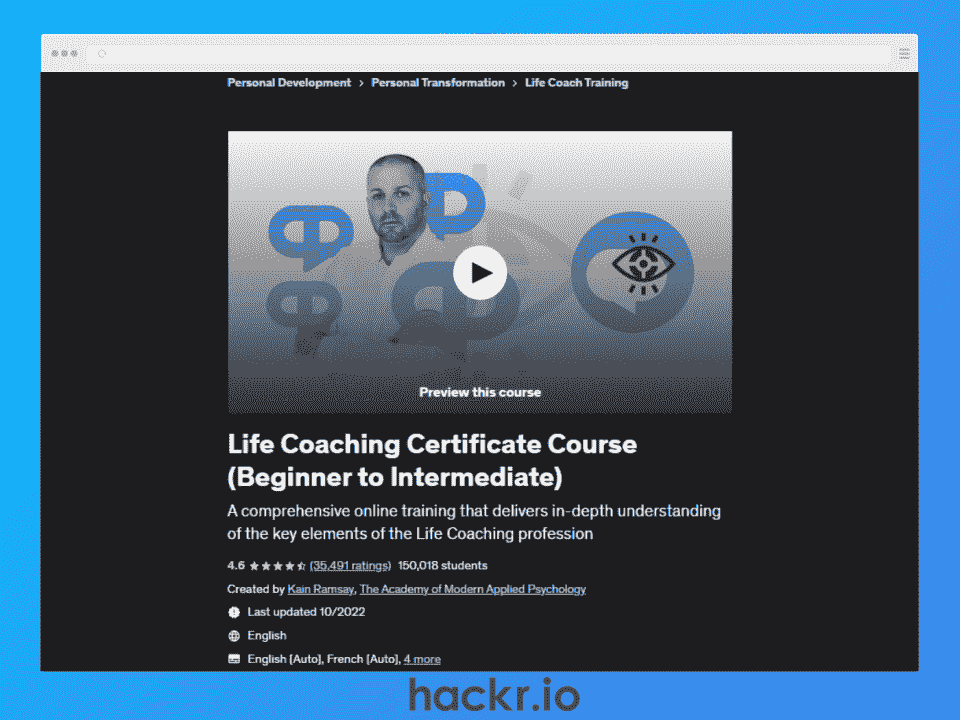 Personal Development > Personal Transformation > Life Coach Training
Preview this course
Life Coaching Certificate Course
(Beginner to Intermediate)
A comprehensive online training that delivers in-depth understanding
of the key elements of the Life Coaching profession
4.6 (35,491 ratings) 150,018 students
Created by Kain Ramsay, The Academy of Modern Applied Psychology
Last updated 10/2022
English
English [Auto], French [Auto], 4 more
hackr.io